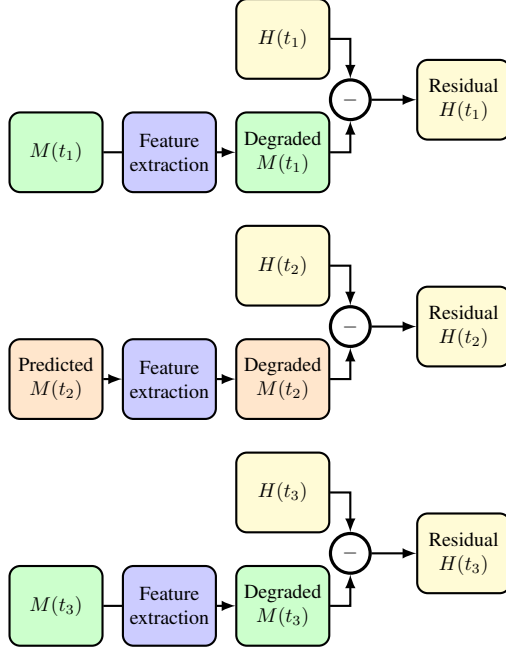 H(t₁)
Residual
H(t₁)
−
M(t₁)
Feature
extraction
Degraded
M(t₁)
H(t₂)
Residual
H(t₂)
−
Predicted
M(t₂)
Feature
extraction
Degraded
M(t₂)
H(t₃)
Residual
H(t₃)
−
M(t₃)
Feature
extraction
Degraded
M(t₃)